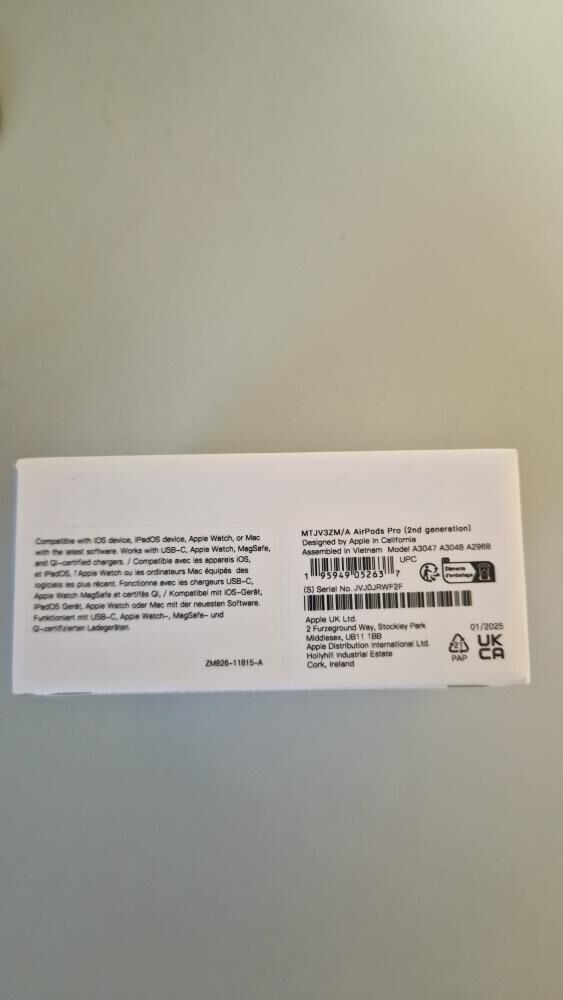 Compatible with iOS device, iPadOS device, Apple Watch, or Mac
with the latest software. Works with USB-C, Apple Watch, MagSafe,
and Qi-certified chargers. / Compatible avec les appareils iOS,
et iPadOS, l'Apple Watch ou les ordinateurs Mac équipés des
logiciels les plus récent. Fonctionne avec les chargeurs USB-C,
Apple Watch MagSafe et certifés Qi. / Kompatibel mit iOS-Gerät,
iPadOS Gerät, Apple Watch oder Mac mit der neuesten Software.
Funktioniert mit USB-C, Apple Watch-, MagSafe- und
Qi-zertifizierten Ladegeräten.
ZM826-11815-A
MTJV3ZM/A AirPods Pro (2nd generation)
Designed by Apple in California
Assembled in Vietnam Model A3047 A3048 A2968
UPC
1 95949 05263 7
Éléments
d'emballage
(S) Serial No. JVJ0JRWF2F
Apple UK Ltd.
2 Furzeground Way, Stockley Park
Middlesex, UB11 1BB
Apple Distribution International Ltd.
Hollyhill Industrial Estate
Cork, Ireland
01/2025
21
PAP
UK
CA